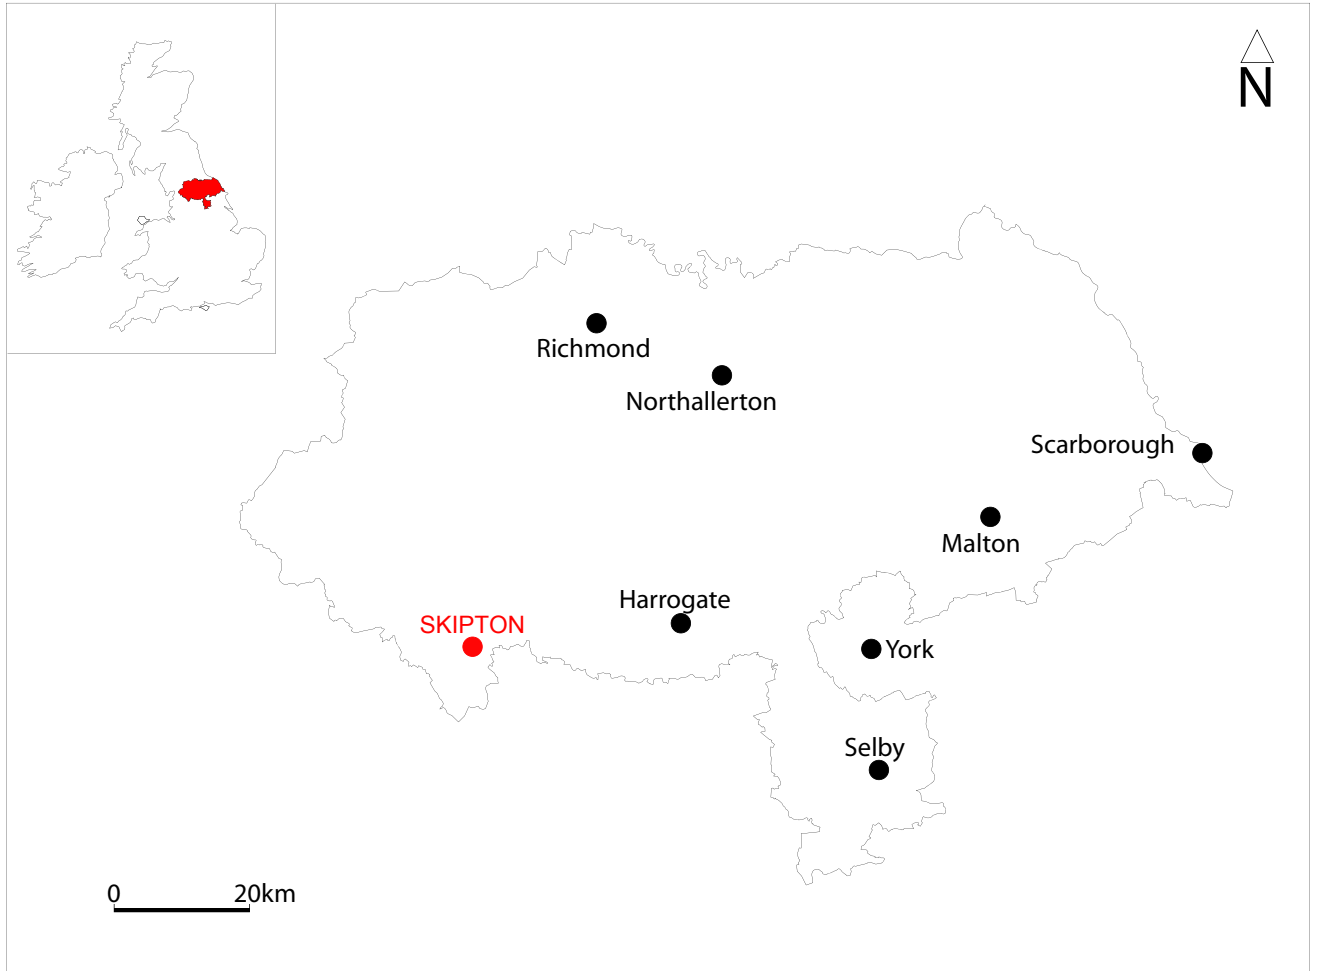 N
Richmond
Northallerton
Scarborough
Malton
Harrogate
SKIPTON
York
Selby
0 20km